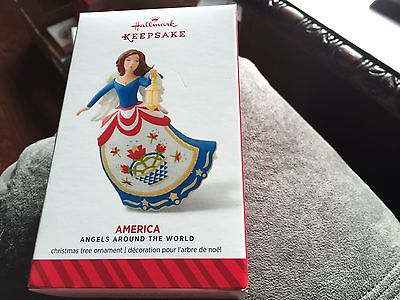 Hallmark
KEEPSAKE
AMERICA
ANGELS AROUND THE WORLD
christmas tree ornament | décoration pour l'arbre de noël